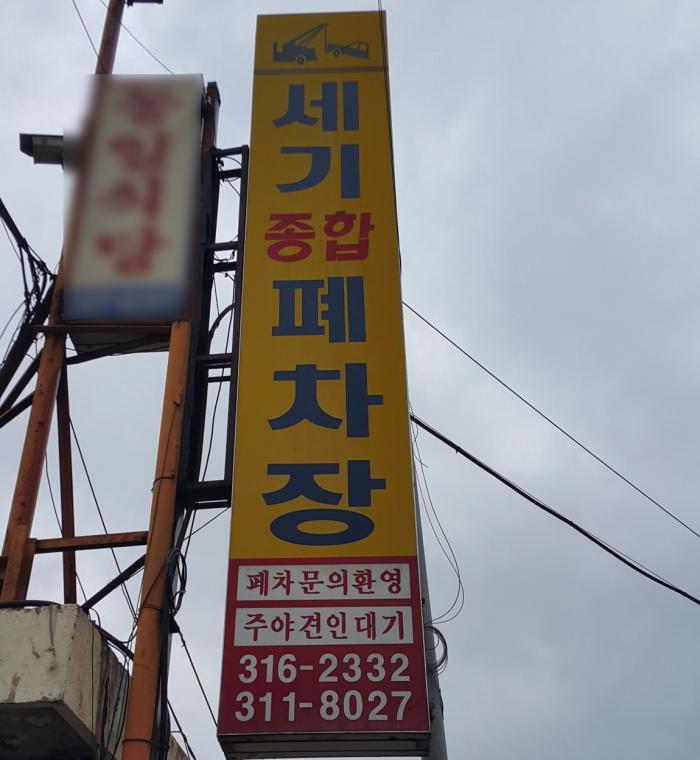 세기
종합
폐차장
폐차문의환영
주야견인대기
316-2332
311-8027